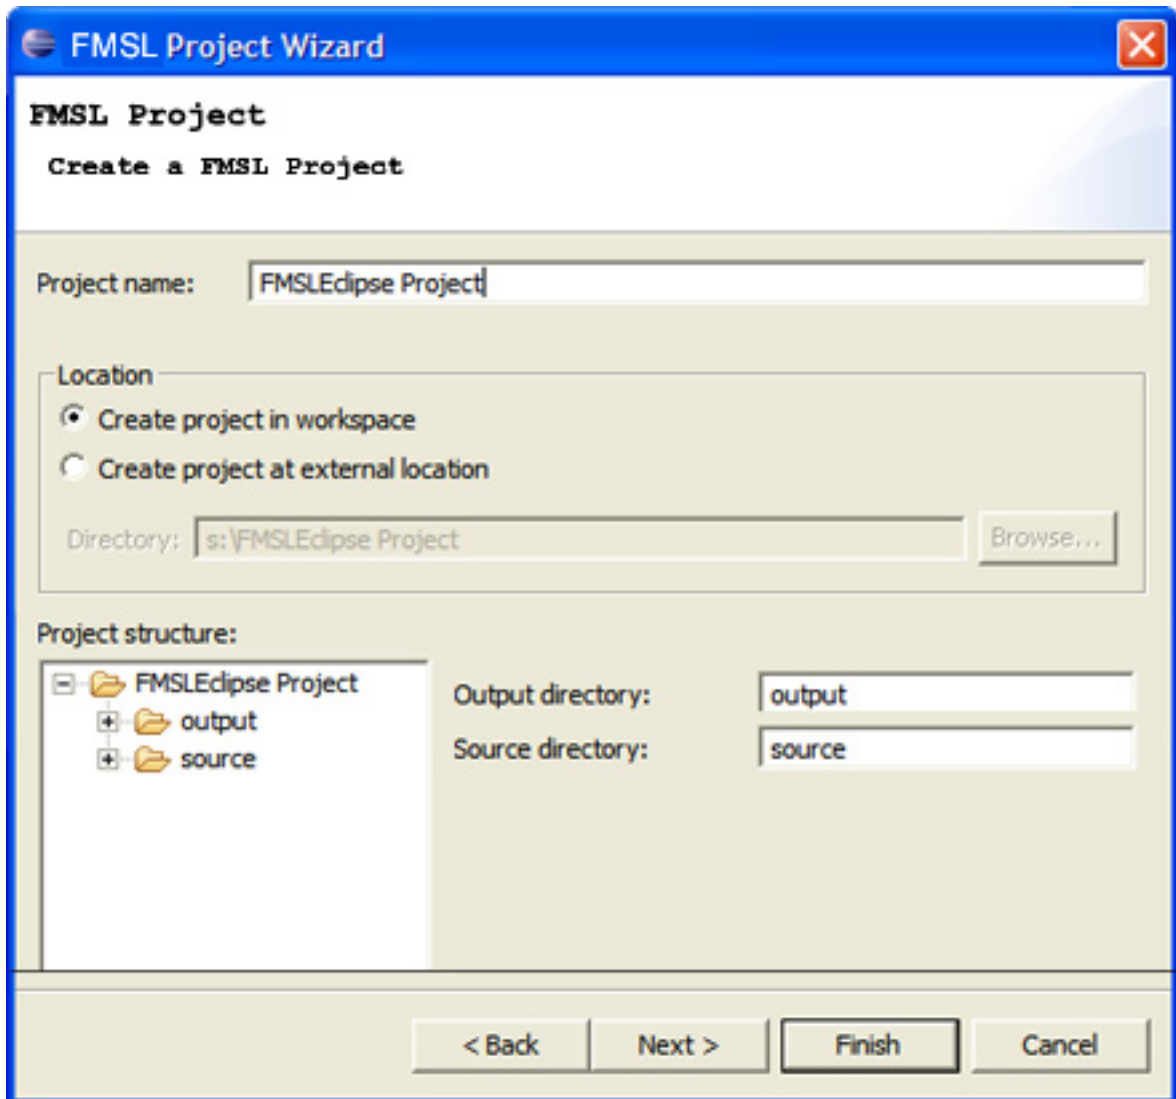 FMSL Project Wizard
FMSL Project
Create a FMSL Project
Project name: FMSLEclipse Project
Location
Create project in workspace
Create project at external location
Directory: s:\FMSLEclipse Project Browse...
Project structure:
FMSLEclipse Project
output
source
Output directory: output
Source directory: source
< Back Next > Finish Cancel